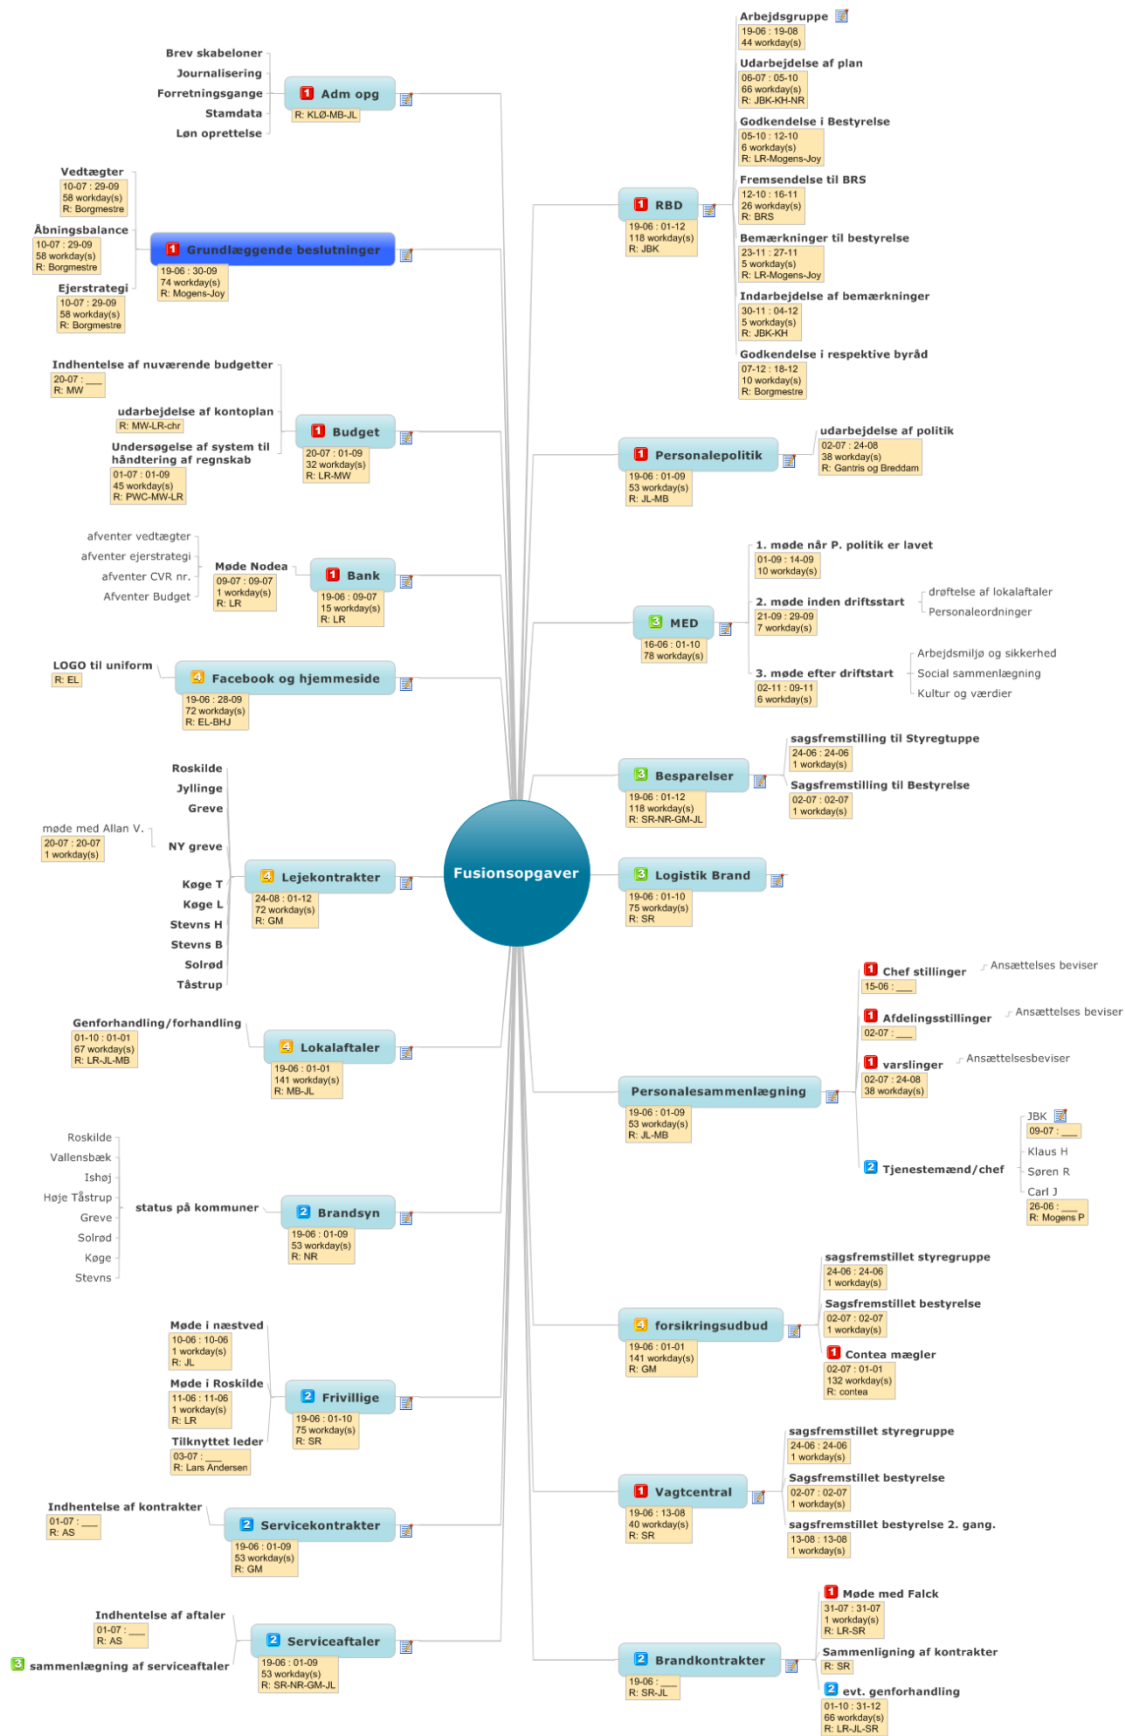 Fusionsopgaver
Brev skabeloner
Journalisering
Forretningsgange
Stamdata
Løn oprettelse
1 Adm opg
R: KLØ-MB-JL
Vedtægter
10-07 : 29-09
58 workday(s)
R: Borgmestre
Åbningsbalance
10-07 : 29-09
58 workday(s)
R: Borgmestre
Ejerstrategi
10-07 : 29-09
58 workday(s)
R: Borgmestre
1 Grundlæggende beslutninger
19-06 : 30-09
74 workday(s)
R: Mogens-Joy
Indhentelse af nuværende budgetter
20-07 : ___
R: MW
udarbejdelse af kontoplan
R: MW-LR-chr
Undersøgelse af system til
håndtering af regnskab
01-07 : 01-09
45 workday(s)
R: PWC-MW-LR
1 Budget
20-07 : 01-09
32 workday(s)
R: LR-MW
afventer vedtægter
afventer ejerstrategi
afventer CVR nr.
Afventer Budget
Møde Nodea
09-07 : 09-07
1 workday(s)
R: LR
1 Bank
19-06 : 09-07
15 workday(s)
R: LR
LOGO til uniform
R: EL
4 Facebook og hjemmeside
19-06 : 28-09
72 workday(s)
R: EL-BHJ
Roskilde
Jyllinge
Greve
møde med Allan V.
20-07 : 20-07
1 workday(s)
NY greve
Køge T
Køge L
Stevns H
Stevns B
Solrød
Tåstrup
4 Lejekontrakter
24-08 : 01-12
72 workday(s)
R: GM
Genforhandling/forhandling
01-10 : 01-01
67 workday(s)
R: LR-JL-MB
4 Lokalaftaler
19-06 : 01-01
141 workday(s)
R: MB-JL
Roskilde
Vallensbæk
Ishøj
Høje Tåstrup
Greve
Solrød
Køge
Stevns
status på kommuner
2 Brandsyn
19-06 : 01-09
53 workday(s)
R: NR
Møde i næstved
10-06 : 10-06
1 workday(s)
R: JL
Møde i Roskilde
11-06 : 11-06
1 workday(s)
R: LR
Tilknyttet leder
03-07 : ___
R: Lars Andersen
2 Frivillige
19-06 : 01-10
75 workday(s)
R: SR
Indhentelse af kontrakter
01-07 : ___
R: AS
2 Servicekontrakter
19-06 : 01-09
53 workday(s)
R: GM
Indhentelse af aftaler
01-07 : ___
R: AS
3 sammenlægning af serviceaftaler
2 Serviceaftaler
19-06 : 01-09
53 workday(s)
R: SR-NR-GM-JL
1 RBD
19-06 : 01-12
118 workday(s)
R: JBK
Arbejdsgruppe
19-06 : 19-08
44 workday(s)
Udarbejdelse af plan
06-07 : 05-10
66 workday(s)
R: JBK-KH-NR
Godkendelse i Bestyrelse
05-10 : 12-10
6 workday(s)
R: LR-Mogens-Joy
Fremsendelse til BRS
12-10 : 16-11
26 workday(s)
R: BRS
Bemærkninger til bestyrelse
23-11 : 27-11
5 workday(s)
R: LR-Mogens-Joy
Indarbejdelse af bemærkninger
30-11 : 04-12
5 workday(s)
R: JBK-KH
Godkendelse i respektive byråd
07-12 : 18-12
10 workday(s)
R: Borgmestre
1 Personalepolitik
19-06 : 01-09
53 workday(s)
R: JL-MB
udarbejdelse af politik
02-07 : 24-08
38 workday(s)
R: Gantris og Breddam
3 MED
16-06 : 01-10
78 workday(s)
1. møde når P. politik er lavet
01-09 : 14-09
10 workday(s)
2. møde inden driftsstart
21-09 : 29-09
7 workday(s)
drøftelse af lokalaftaler
Personaleordninger
3. møde efter driftstart
02-11 : 09-11
6 workday(s)
Arbejdsmiljø og sikkerhed
Social sammenlægning
Kultur og værdier
3 Besparelser
19-06 : 01-12
118 workday(s)
R: SR-NR-GM-JL
sagsfremstilling til Styregtuppe
24-06 : 24-06
1 workday(s)
Sagsfremstilling til Bestyrelse
02-07 : 02-07
1 workday(s)
3 Logistik Brand
19-06 : 01-10
75 workday(s)
R: SR
Personalesammenlægning
19-06 : 01-09
53 workday(s)
R: JL-MB
1 Chef stillinger
15-06 : ___
Ansættelses beviser
1 Afdelingsstillinger
02-07 : ___
Ansættelses beviser
1 varslinger
02-07 : 24-08
38 workday(s)
Ansættelsesbeviser
2 Tjenestemænd/chef
JBK
09-07 : ___
Klaus H
Søren R
Carl J
26-06 : ___
R: Mogens P
4 forsikringsudbud
19-06 : 01-01
141 workday(s)
R: GM
sagsfremstillet styregruppe
24-06 : 24-06
1 workday(s)
Sagsfremstillet bestyrelse
02-07 : 02-07
1 workday(s)
1 Contea mægler
02-07 : 01-01
132 workday(s)
R: contea
1 Vagtcentral
19-06 : 13-08
40 workday(s)
R: SR
sagsfremstillet styregruppe
24-06 : 24-06
1 workday(s)
Sagsfremstillet bestyrelse
02-07 : 02-07
1 workday(s)
sagsfremstillet bestyrelse 2. gang.
13-08 : 13-08
1 workday(s)
2 Brandkontrakter
19-06 : ___
R: SR-JL
1 Møde med Falck
31-07 : 31-07
1 workday(s)
R: LR-SR
Sammenligning af kontrakter
R: SR
2 evt. genforhandling
01-10 : 31-12
66 workday(s)
R: LR-JL-SR